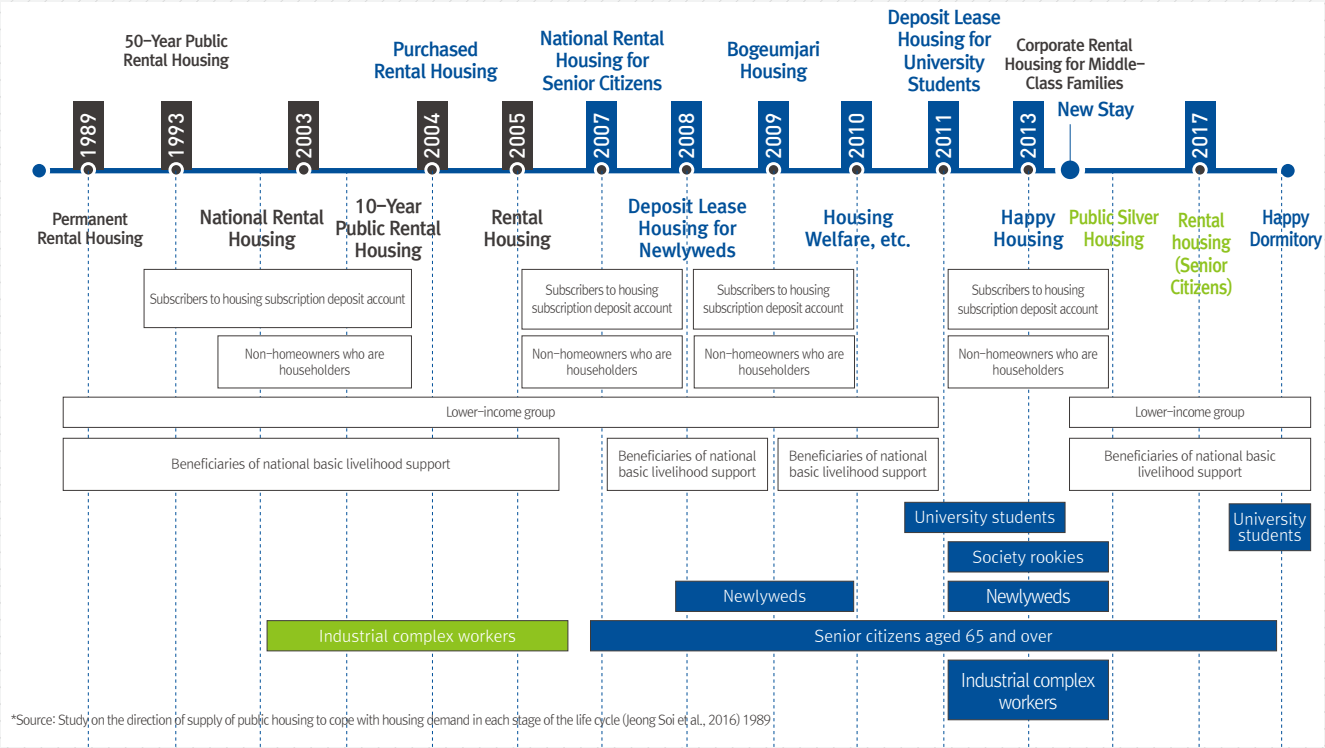 50-Year Public
Rental Housing
Purchased
Rental Housing
National Rental
Housing for
Senior Citizens
Bogeumjari
Housing
Deposit Lease
Housing for
University
Students
Corporate Rental
Housing for Middle-
Class Families
New Stay
1989
1993
2003
2004
2005
2007
2008
2009
2010
2011
2013
2017
Permanent
Rental Housing
National Rental
Housing
10-Year
Public Rental
Housing
Rental
Housing
Deposit Lease
Housing for
Newlyweds
Housing
Welfare, etc.
Happy
Housing
Public Silver
Housing
Rental
housing
(Senior
Citizens)
Happy
Dormitory
Subscribers to housing subscription deposit account
Subscribers to housing
subscription deposit account
Subscribers to housing
subscription deposit account
Subscribers to housing
subscription deposit account
Non-homeowners who are
householders
Non-homeowners who are
householders
Non-homeowners who are
householders
Non-homeowners who are
householders
Lower-income group
Lower-income group
Beneficiaries of national basic livelihood support
Beneficiaries of national
basic livelihood support
Beneficiaries of national
basic livelihood support
Beneficiaries of national basic
livelihood support
University students
University
students
Society rookies
Newlyweds
Newlyweds
Industrial complex workers
Senior citizens aged 65 and over
Industrial complex
workers
*Source: Study on the direction of supply of public housing to cope with housing demand in each stage of the life cycle (Jeong Soi et al., 2016) 1989